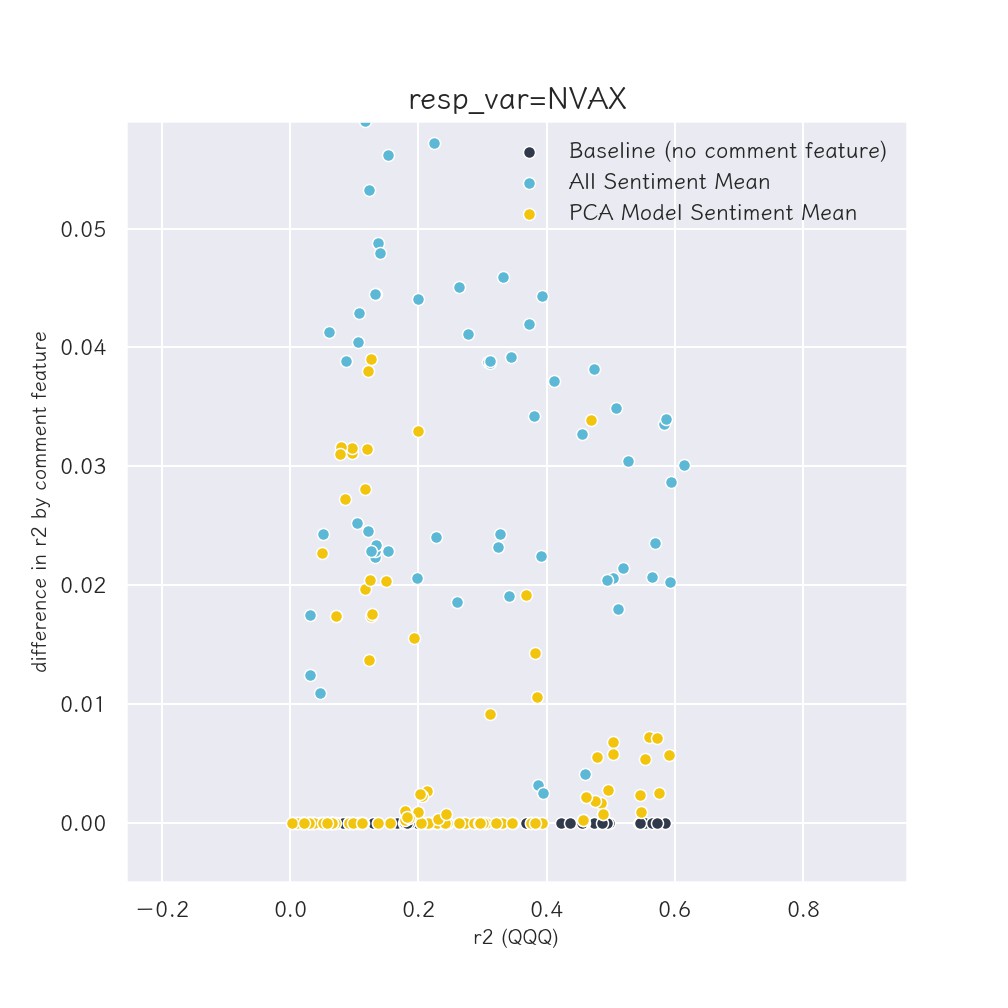 resp_var=NVAX
Baseline (no comment feature)
All Sentiment Mean
PCA Model Sentiment Mean
difference in r2 by comment feature
0.05
0.04
0.03
0.02
0.01
0.00
−0.2 0.0 0.2 0.4 0.6 0.8
r2 (QQQ)